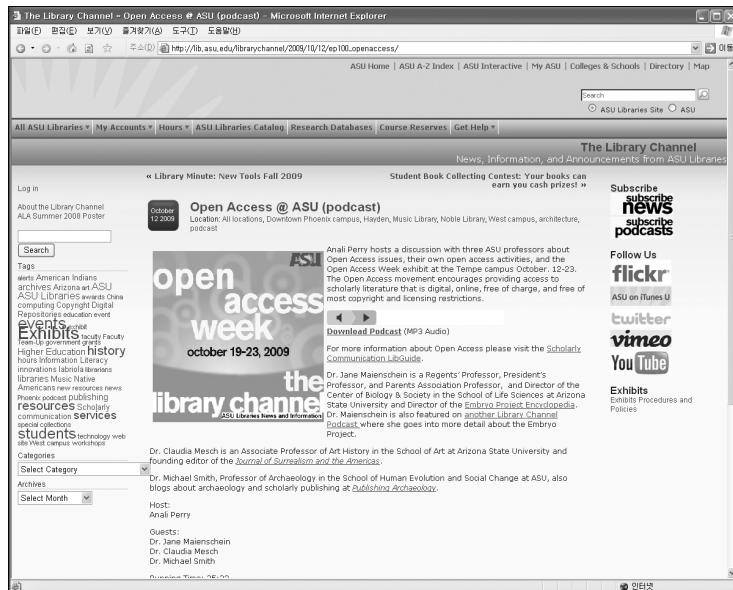 The Library Channel - Open Access @ ASU (podcast) - Microsoft Internet Explorer
파일(F) 편집(E) 보기(V) 즐겨찾기(A) 도구(T) 도움말(H)
주소(D) http://lib.asu.edu/librarychannel/2009/10/12/ep100_openaccess/ 이동
ASU Home | ASU A-Z Index | ASU Interactive | My ASU | Colleges & Schools | Directory | Map
Search
ASU Libraries Site ASU
All ASU Libraries My Accounts Hours ASU Libraries Catalog Research Databases Course Reserves Get Help
The Library Channel
News, Information, and Announcements from ASU Libraries
« Library Minute: New Tools Fall 2009
Student Book Collecting Contest: Your books can
earn you cash prizes! »
Log in
About the Library Channel
ALA Summer 2008 Poster
Search
Tags
alerts American Indians
archives Arizona art ASU
ASU Libraries awards China
computing Copyright Digital
Repositories education event
events exhibit
Exhibits faculty Faculty
Team-Up government grants
Higher Education history
hours Information Literacy
innovations labriola librarians
libraries Music Native
Americans new resources news
Phoenix podcast publishing
resources Scholarly
communication services
special collections
students technology web
site West campus workshops
Categories
Select Category
Archives
Select Month
October
12 2009
Open Access @ ASU (podcast)
Location: All locations, Downtown Phoenix campus, Hayden, Music Library, Noble Library, West campus, architecture,
podcast
ASU
open
access
week
october 19-23, 2009
the
library channel
ASU Libraries News and Information
Anali Perry hosts a discussion with three ASU professors about
Open Access issues, their own open access activities, and the
Open Access Week exhibit at the Tempe campus October. 12-23.
The Open Access movement encourages providing access to
scholarly literature that is digital, online, free of charge, and free of
most copyright and licensing restrictions.
Download Podcast (MP3 Audio)
For more information about Open Access please visit the Scholarly
Communication LibGuide.
Dr. Jane Maienschein is a Regents' Professor, President's
Professor, and Parents Association Professor, and Director of the
Center of Biology & Society in the School of Life Sciences at Arizona
State University and Director of the Embryo Project Encyclopedia.
Dr. Maienschein is also featured on another Library Channel
Podcast where she goes into more detail about the Embryo
Project.
Dr. Claudia Mesch is an Associate Professor of Art History in the School of Art at Arizona State University and
founding editor of the Journal of Surrealism and the Americas.
Dr. Michael Smith, Professor of Archaeology in the School of Human Evolution and Social Change at ASU, also
blogs about archaeology and scholarly publishing at Publishing Archaeology.
Host:
Anali Perry
Guests:
Dr. Jane Maienschein
Dr. Claudia Mesch
Dr. Michael Smith
Running Time: 25:22
Subscribe
subscribe
news
subscribe
podcasts
Follow Us
flickr
ASU on iTunes U
twitter
vimeo
You Tube
Exhibits
Exhibits Procedures and
Policies
인터넷